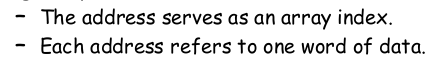 – The address serves as an array index.
– Each address refers to one word of data.